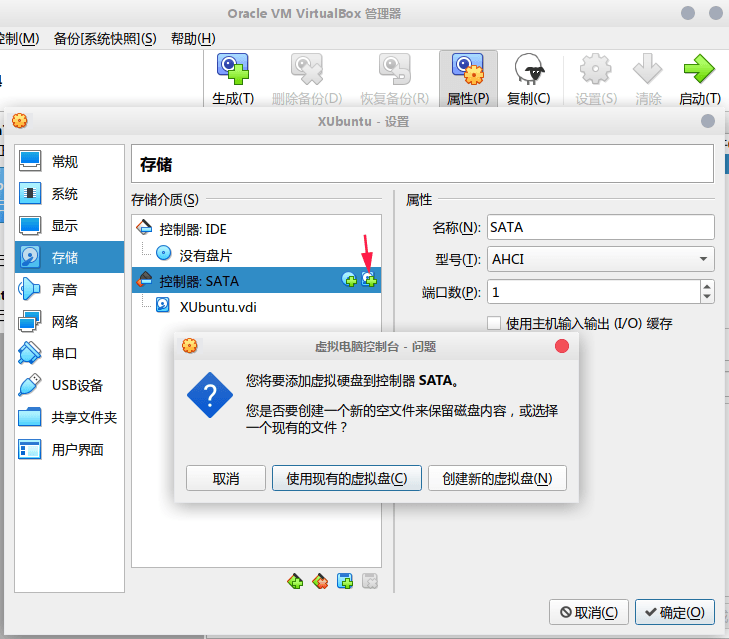 Oracle VM VirtualBox 管理器
控制(M) 备份[系统快照](S) 帮助(H)
生成(T) 删除备份(D) 恢复备份(R) 属性(P) 复制(C) 设置(S) 清除 启动(T)
XUbuntu - 设置
常规
系统
显示
存储
声音
网络
串口
USB设备
共享文件夹
用户界面
存储
存储介质(S)
控制器: IDE
没有盘片
控制器: SATA
XUbuntu.vdi
属性
名称(N): SATA
型号(T): AHCI
端口数(P): 1
使用主机输入输出 (I/O) 缓存
虚拟电脑控制台 - 问题
您将要添加虚拟硬盘到控制器 SATA。
您是否要创建一个新的空文件来保留磁盘内容，或选择
一个现有的文件？
取消 使用现有的虚拟盘(C) 创建新的虚拟盘(N)
取消(C) 确定(O)